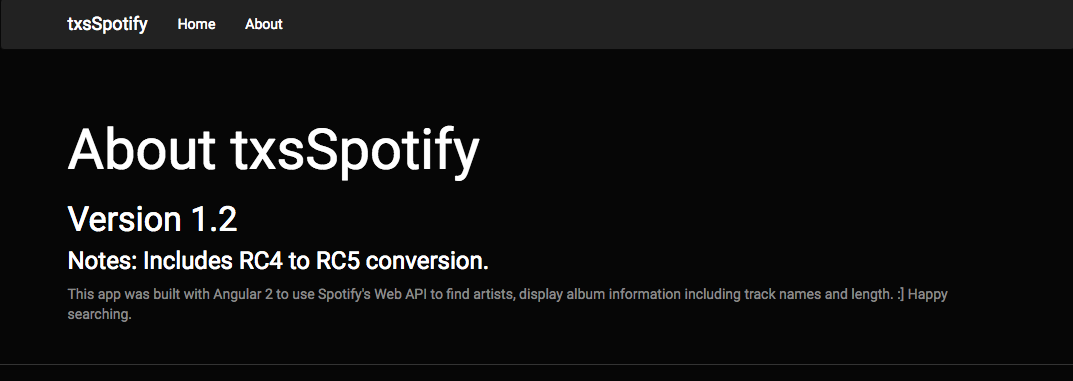 txsSpotify Home About
About txsSpotify
Version 1.2
Notes: Includes RC4 to RC5 conversion.
This app was built with Angular 2 to use Spotify's Web API to find artists, display album information including track names and length. :] Happy
searching.